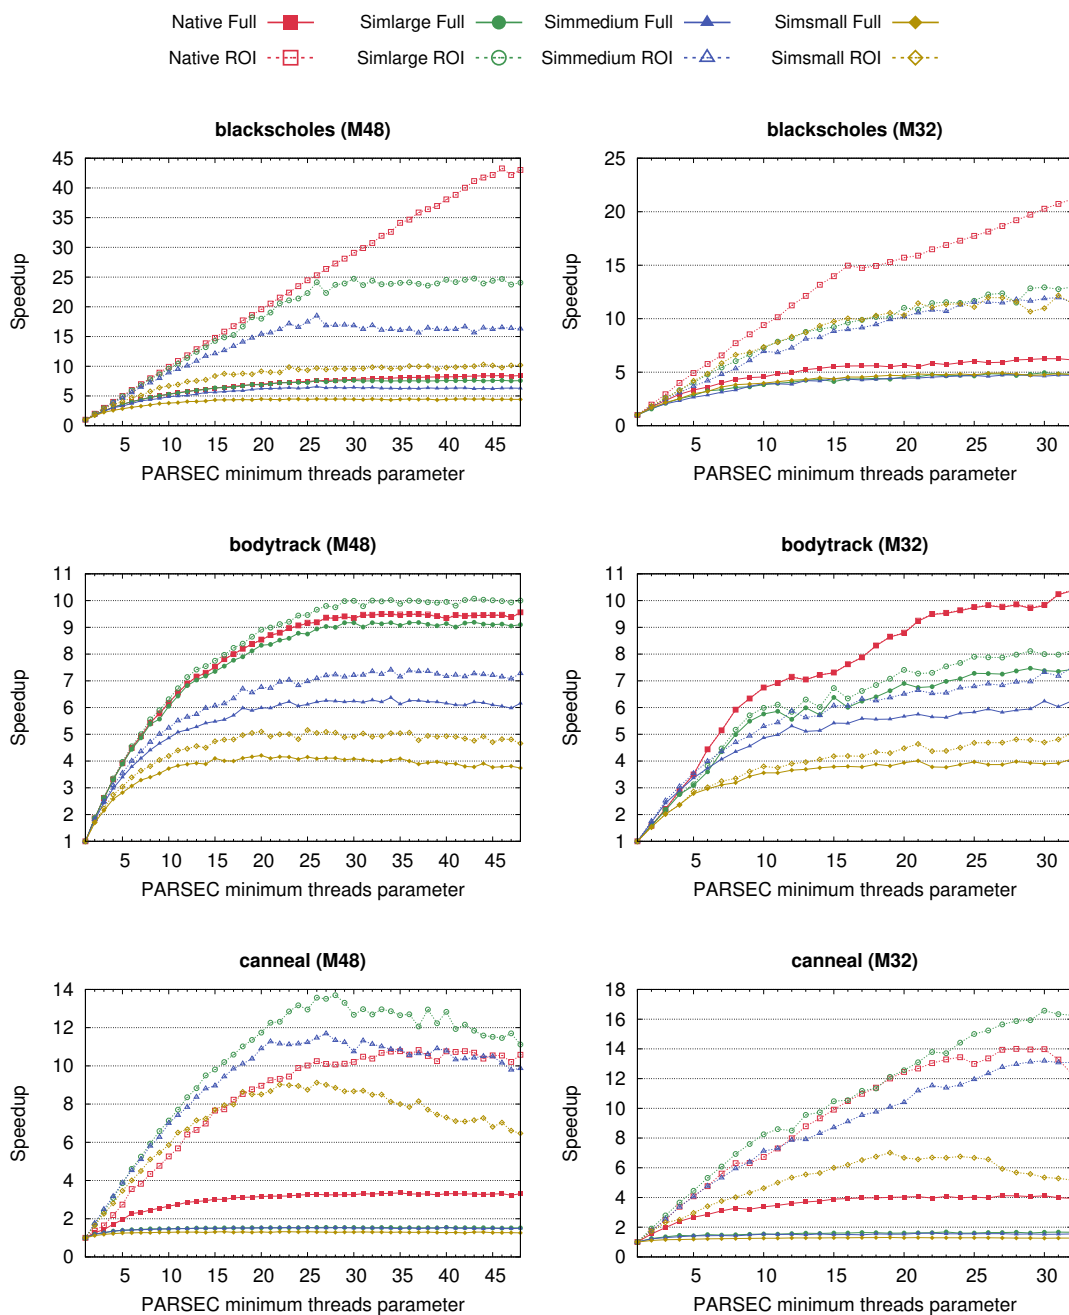 Native Full Simlarge Full Simmedium Full Simsmall Full
Native ROI Simlarge ROI Simmedium ROI Simsmall ROI
blackscholes (M48)
45
40
35
30
25
20
15
10
5
0
Speedup
5 10 15 20 25 30 35 40 45
PARSEC minimum threads parameter
blackscholes (M32)
25
20
15
10
5
0
Speedup
5 10 15 20 25 30
PARSEC minimum threads parameter
bodytrack (M48)
11
10
9
8
7
6
5
4
3
2
1
Speedup
5 10 15 20 25 30 35 40 45
PARSEC minimum threads parameter
bodytrack (M32)
11
10
9
8
7
6
5
4
3
2
1
Speedup
5 10 15 20 25 30
PARSEC minimum threads parameter
canneal (M48)
14
12
10
8
6
4
2
0
Speedup
5 10 15 20 25 30 35 40 45
PARSEC minimum threads parameter
canneal (M32)
18
16
14
12
10
8
6
4
2
0
Speedup
5 10 15 20 25 30
PARSEC minimum threads parameter